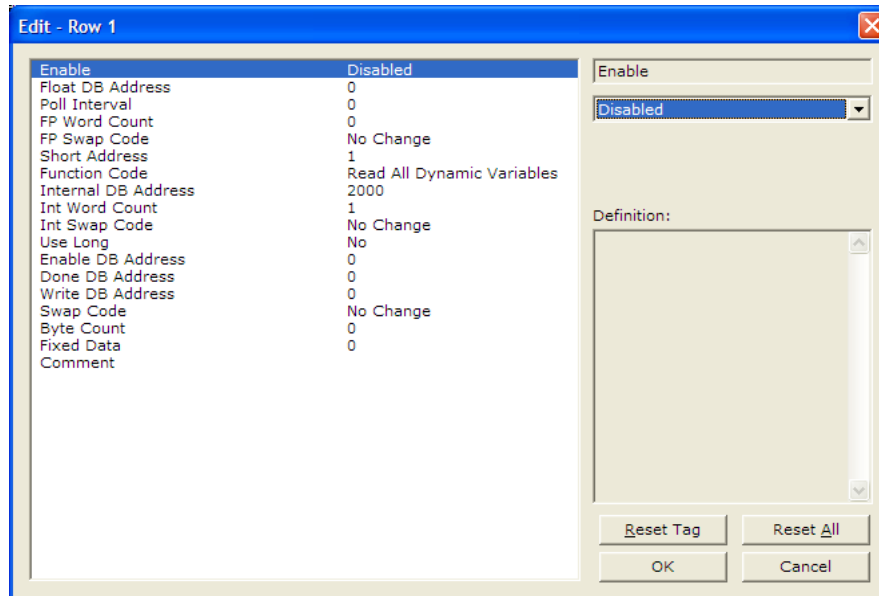 Edit - Row 1
Enable Disabled
Float DB Address 0
Poll Interval 0
FP Word Count 0
FP Swap Code No Change
Short Address 1
Function Code Read All Dynamic Variables
Internal DB Address 2000
Int Word Count 1
Int Swap Code No Change
Use Long No
Enable DB Address 0
Done DB Address 0
Write DB Address 0
Swap Code No Change
Byte Count 0
Fixed Data 0
Comment
Enable
Disabled
Definition:
Reset Tag Reset All
OK Cancel